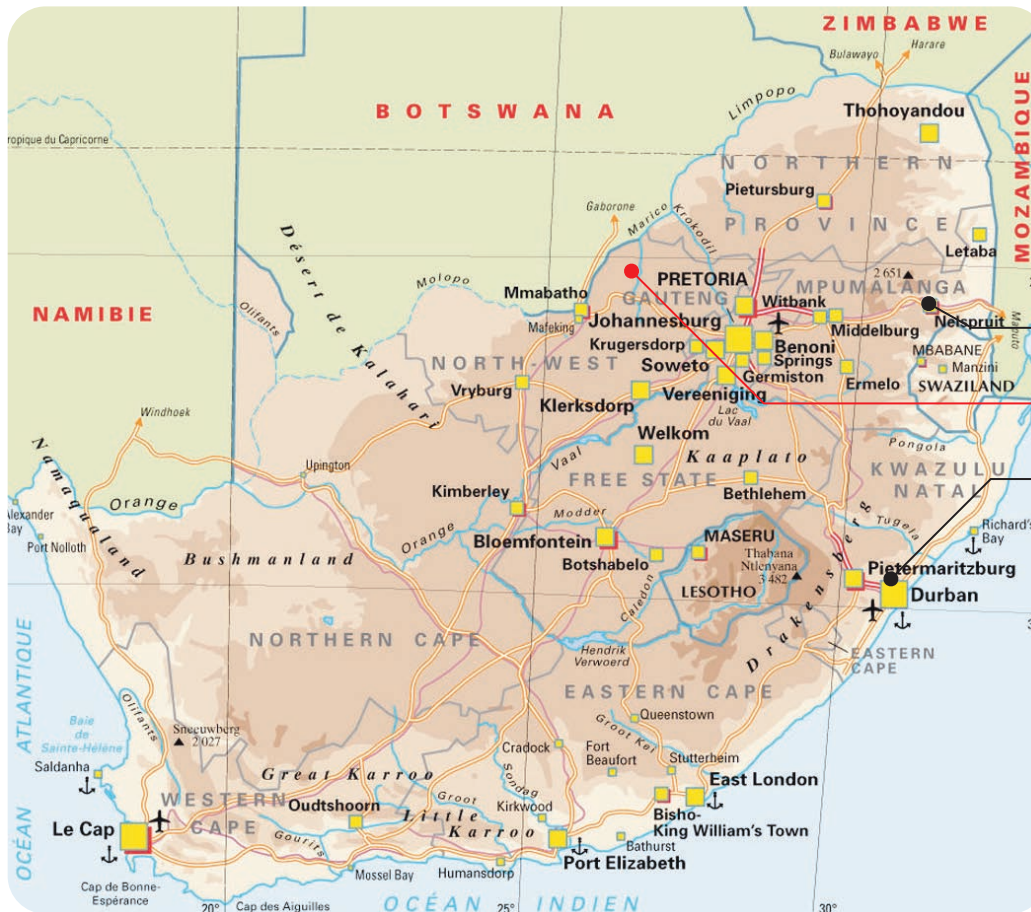 ZIMBABWE
Bulawayo
Harare
BOTSWANA
Limpopo
Thohoyandou
MOZAMBIQUE
ropique du Capricorne
NORTHERN
PROVINCE
Pietursburg
Gaborone
Marico
Krokodil
Letaba
Désert de Kalahari
Molopo
2 651
PRETORIA
MPUMALANGA
Mmabatho
GAUTENG
Witbank
NAMIBIE
Olifants
Mafeking
Johannesburg
Middelburg
Nelspruit
Maputo
Krugersdorp
Benoni
MBABANE
NORTH-WEST
Soweto
Springs
Manzini
Germiston
Ermelo
SWAZILAND
Vryburg
Klerksdorp
Vereeniging
Lac
du Vaal
Windhoek
Welkom
Pongola
Namaqualand
Vaal
Kaaplato
KWAZULU
NATAL
Upington
FREE STATE
Kimberley
Bethlehem
Orange
Alexander
Bay
Modder
Tugela
Richard's
Bay
Port Nolloth
Orange
Bloemfontein
MASERU
Bushmanland
Botshabelo
Thabana
Ntlenyana
3 482
Pietermaritzburg
LESOTHO
Durban
Caledon
Drakensberg
NORTHERN CAPE
Hendrik
Verwoerd
EASTERN
CAPE
OCÉAN ATLANTIQUE
EASTERN CAPE
Olifants
Baie
de
Sainte-Hélène
Sneeuwberg
2 027
Queenstown
Groot Kei
Cradock
Fort
Beaufort
Stutterheim
Saldanha
Great Karroo
Sondag
East London
WESTERN
CAPE
Oudtshoorn
Groot
Little
Karroo
Kirkwood
Bisho-
King William's Town
Le Cap
Gourits
Bathurst
Port Elizabeth
Mossel Bay
Humansdorp
Cap de Bonne-
Espérance
20°
Cap des Aiguilles
OCÉAN INDIEN
25°
30°